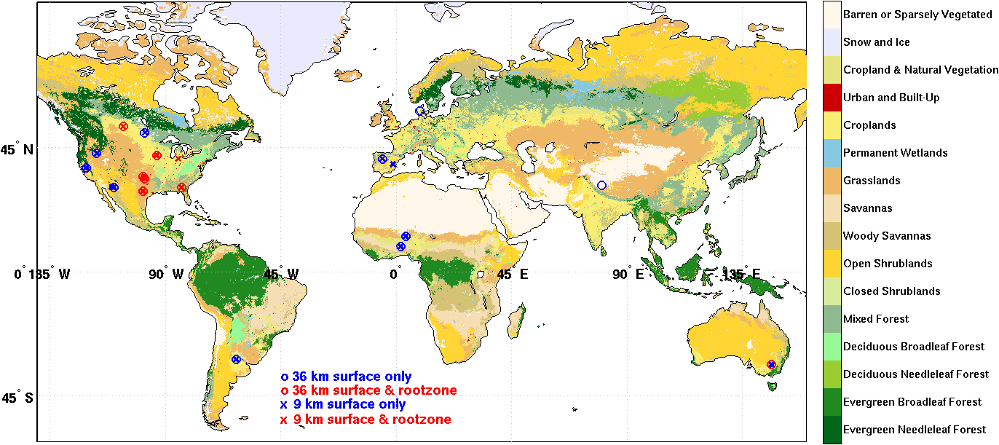 Barren or Sparsely Vegetated
Snow and Ice
Cropland & Natural Vegetation
Urban and Built-Up
Croplands
Permanent Wetlands
45° N
Grasslands
Savannas
Woody Savannas
Open Shrublands
0° 135° W 90° W 45° W 0° 45° E 90° E 135° E
Closed Shrublands
Mixed Forest
Deciduous Broadleaf Forest
Deciduous Needleleaf Forest
Evergreen Broadleaf Forest
Evergreen Needleleaf Forest
o 36 km surface only
o 36 km surface & rootzone
x 9 km surface only
x 9 km surface & rootzone
45° S